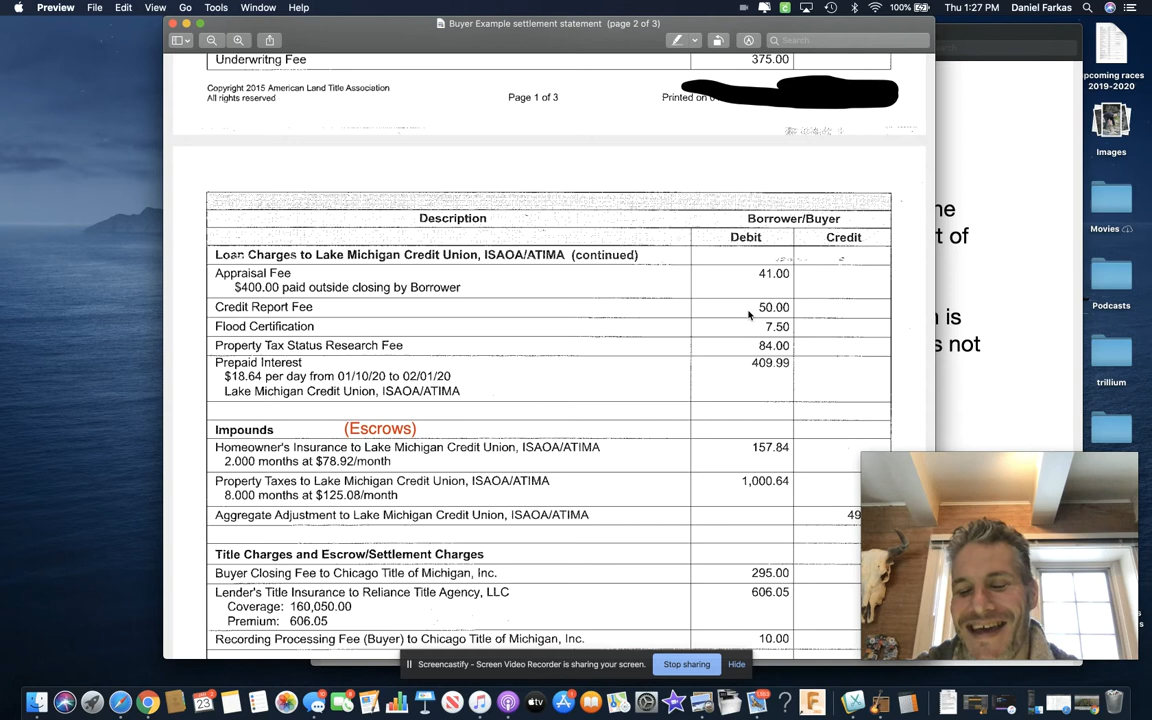 Preview File Edit View Go Tools Window Help
100% Thu 1:27 PM Daniel Farkas
Buyer Example settlement statement (page 2 of 3)
Search
Underwriting Fee 375.00
Copyright 2015 American Land Title Association
All rights reserved
Page 1 of 3
Printed on
Description Borrower/Buyer
Debit Credit
Loan Charges to Lake Michigan Credit Union, ISAOA/ATIMA (continued)
Appraisal Fee 41.00
$400.00 paid outside closing by Borrower
Credit Report Fee 50.00
Flood Certification 7.50
Property Tax Status Research Fee 84.00
Prepaid Interest 409.99
$18.64 per day from 01/10/20 to 02/01/20
Lake Michigan Credit Union, ISAOA/ATIMA
Impounds (Escrows)
Homeowner's Insurance to Lake Michigan Credit Union, ISAOA/ATIMA 157.84
2.000 months at $78.92/month
Property Taxes to Lake Michigan Credit Union, ISAOA/ATIMA 1,000.64
8.000 months at $125.08/month
Aggregate Adjustment to Lake Michigan Credit Union, ISAOA/ATIMA 49
Title Charges and Escrow/Settlement Charges
Buyer Closing Fee to Chicago Title of Michigan, Inc. 295.00
Lender's Title Insurance to Reliance Title Agency, LLC 606.05
Coverage: 160,050.00
Premium: 606.05
Recording Processing Fee (Buyer) to Chicago Title of Michigan, Inc. 10.00
Screencastify - Screen Video Recorder is sharing your screen. Stop sharing Hide
t of
is
s not
pcoming races
2019-2020
Images
Movies
Podcasts
trillium